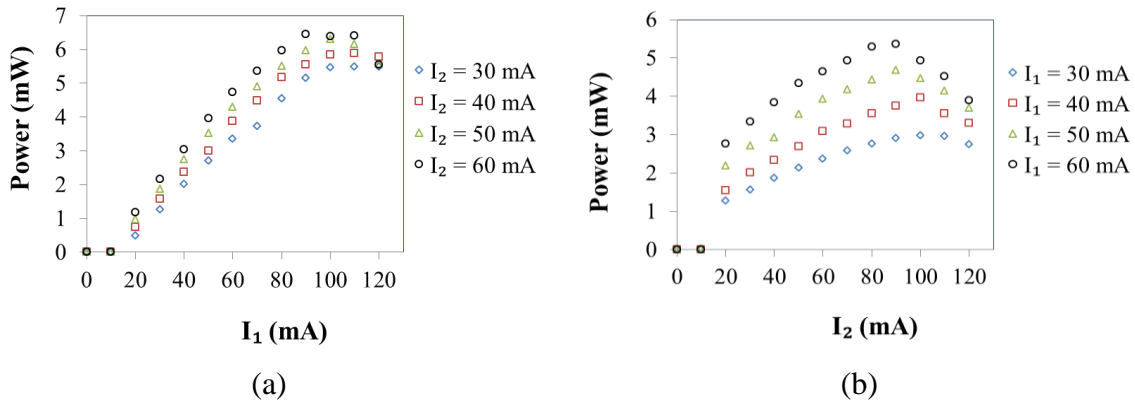 7
6
5
4
3
2
1
0
Power (mW)
0 20 40 60 80 100 120
I₁ (mA)
I₂ = 30 mA
I₂ = 40 mA
I₂ = 50 mA
I₂ = 60 mA
(a)
6
5
4
3
2
1
0
Power (mW)
0 20 40 60 80 100 120
I₂ (mA)
I₁ = 30 mA
I₁ = 40 mA
I₁ = 50 mA
I₁ = 60 mA
(b)